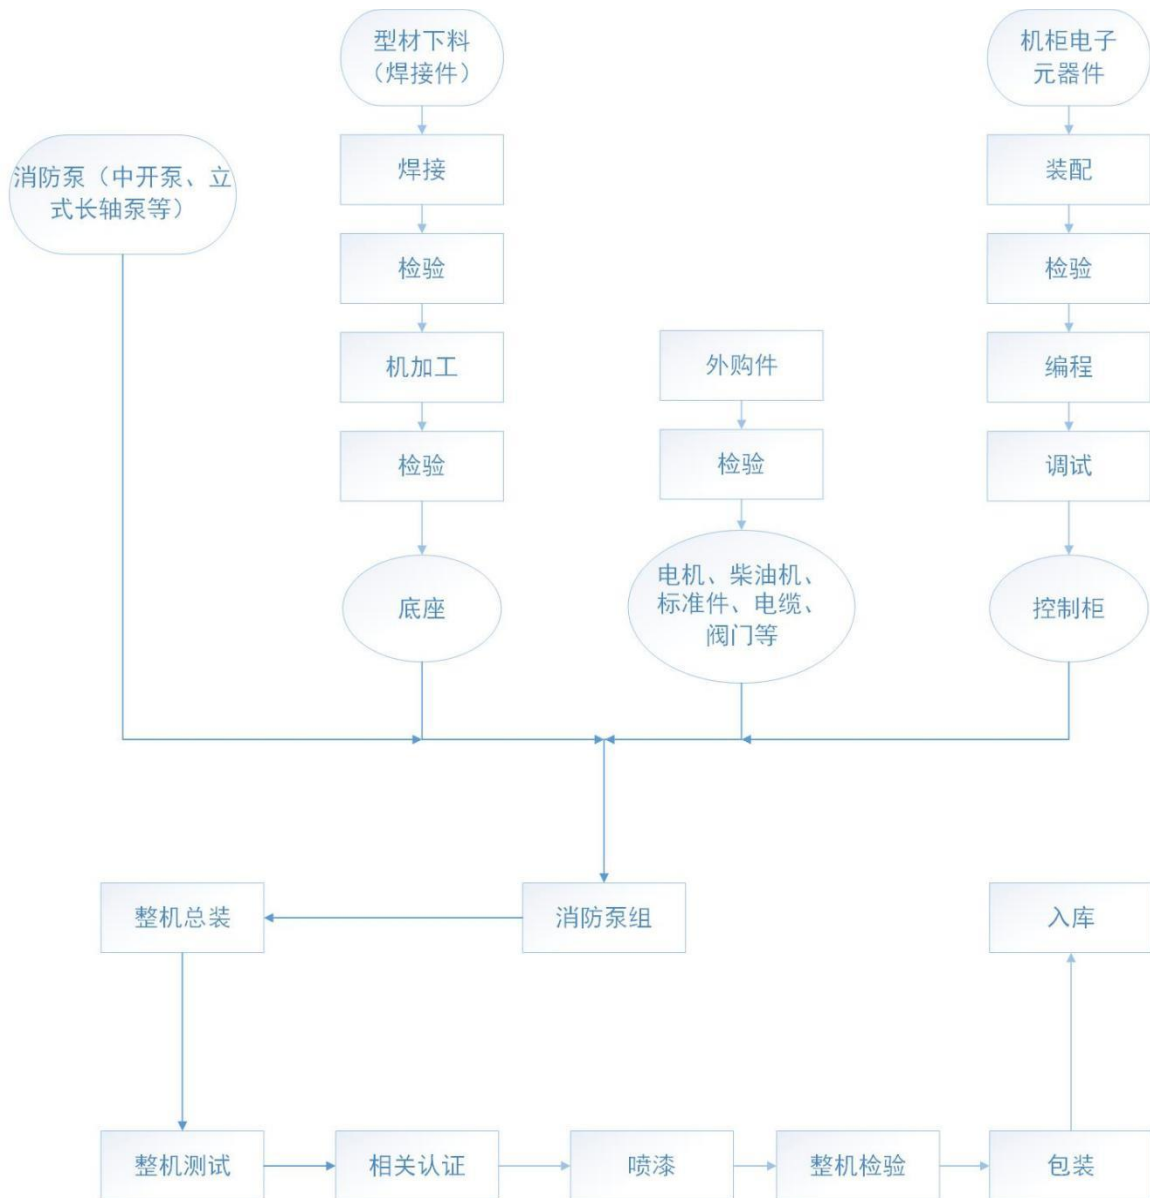 型材下料
（焊接件）
机柜电子
元器件
消防泵（中开泵、立
式长轴泵等）
焊接
装配
检验
检验
机加工
外购件
编程
检验
检验
调试
底座
电机、柴油机、
标准件、电缆、
阀门等
控制柜
整机总装
消防泵组
入库
整机测试
相关认证
喷漆
整机检验
包装